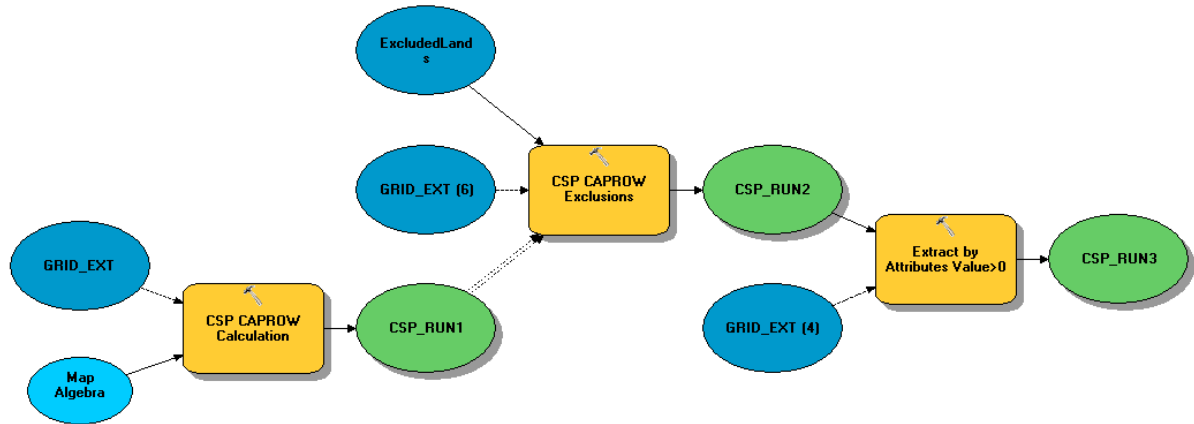 ExcludedLand
s
GRID_EXT (6)
CSP CAPROW
Exclusions
CSP_RUN2
GRID_EXT
CSP CAPROW
Calculation
CSP_RUN1
Map
Algebra
Extract by
Attributes Value>0
CSP_RUN3
GRID_EXT (4)